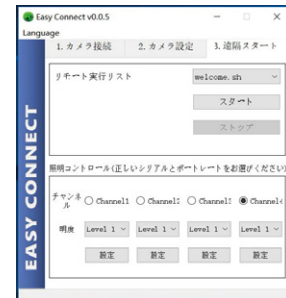 Easy Connect v0.0.5
Language
1.カメラ接続 2.カメラ設定 3.遠隔スタート
リモート実行リスト welcome.sh
スタート
ストップ
照明コントロール(正しいシリアルとポートレートをお選びください)
チャンネル Channel1 Channel2 Channel3 Channel
明度 Level 1 Level 1 Level 1 Level 1
設定 設定 設定 設定
EASY CONNECT